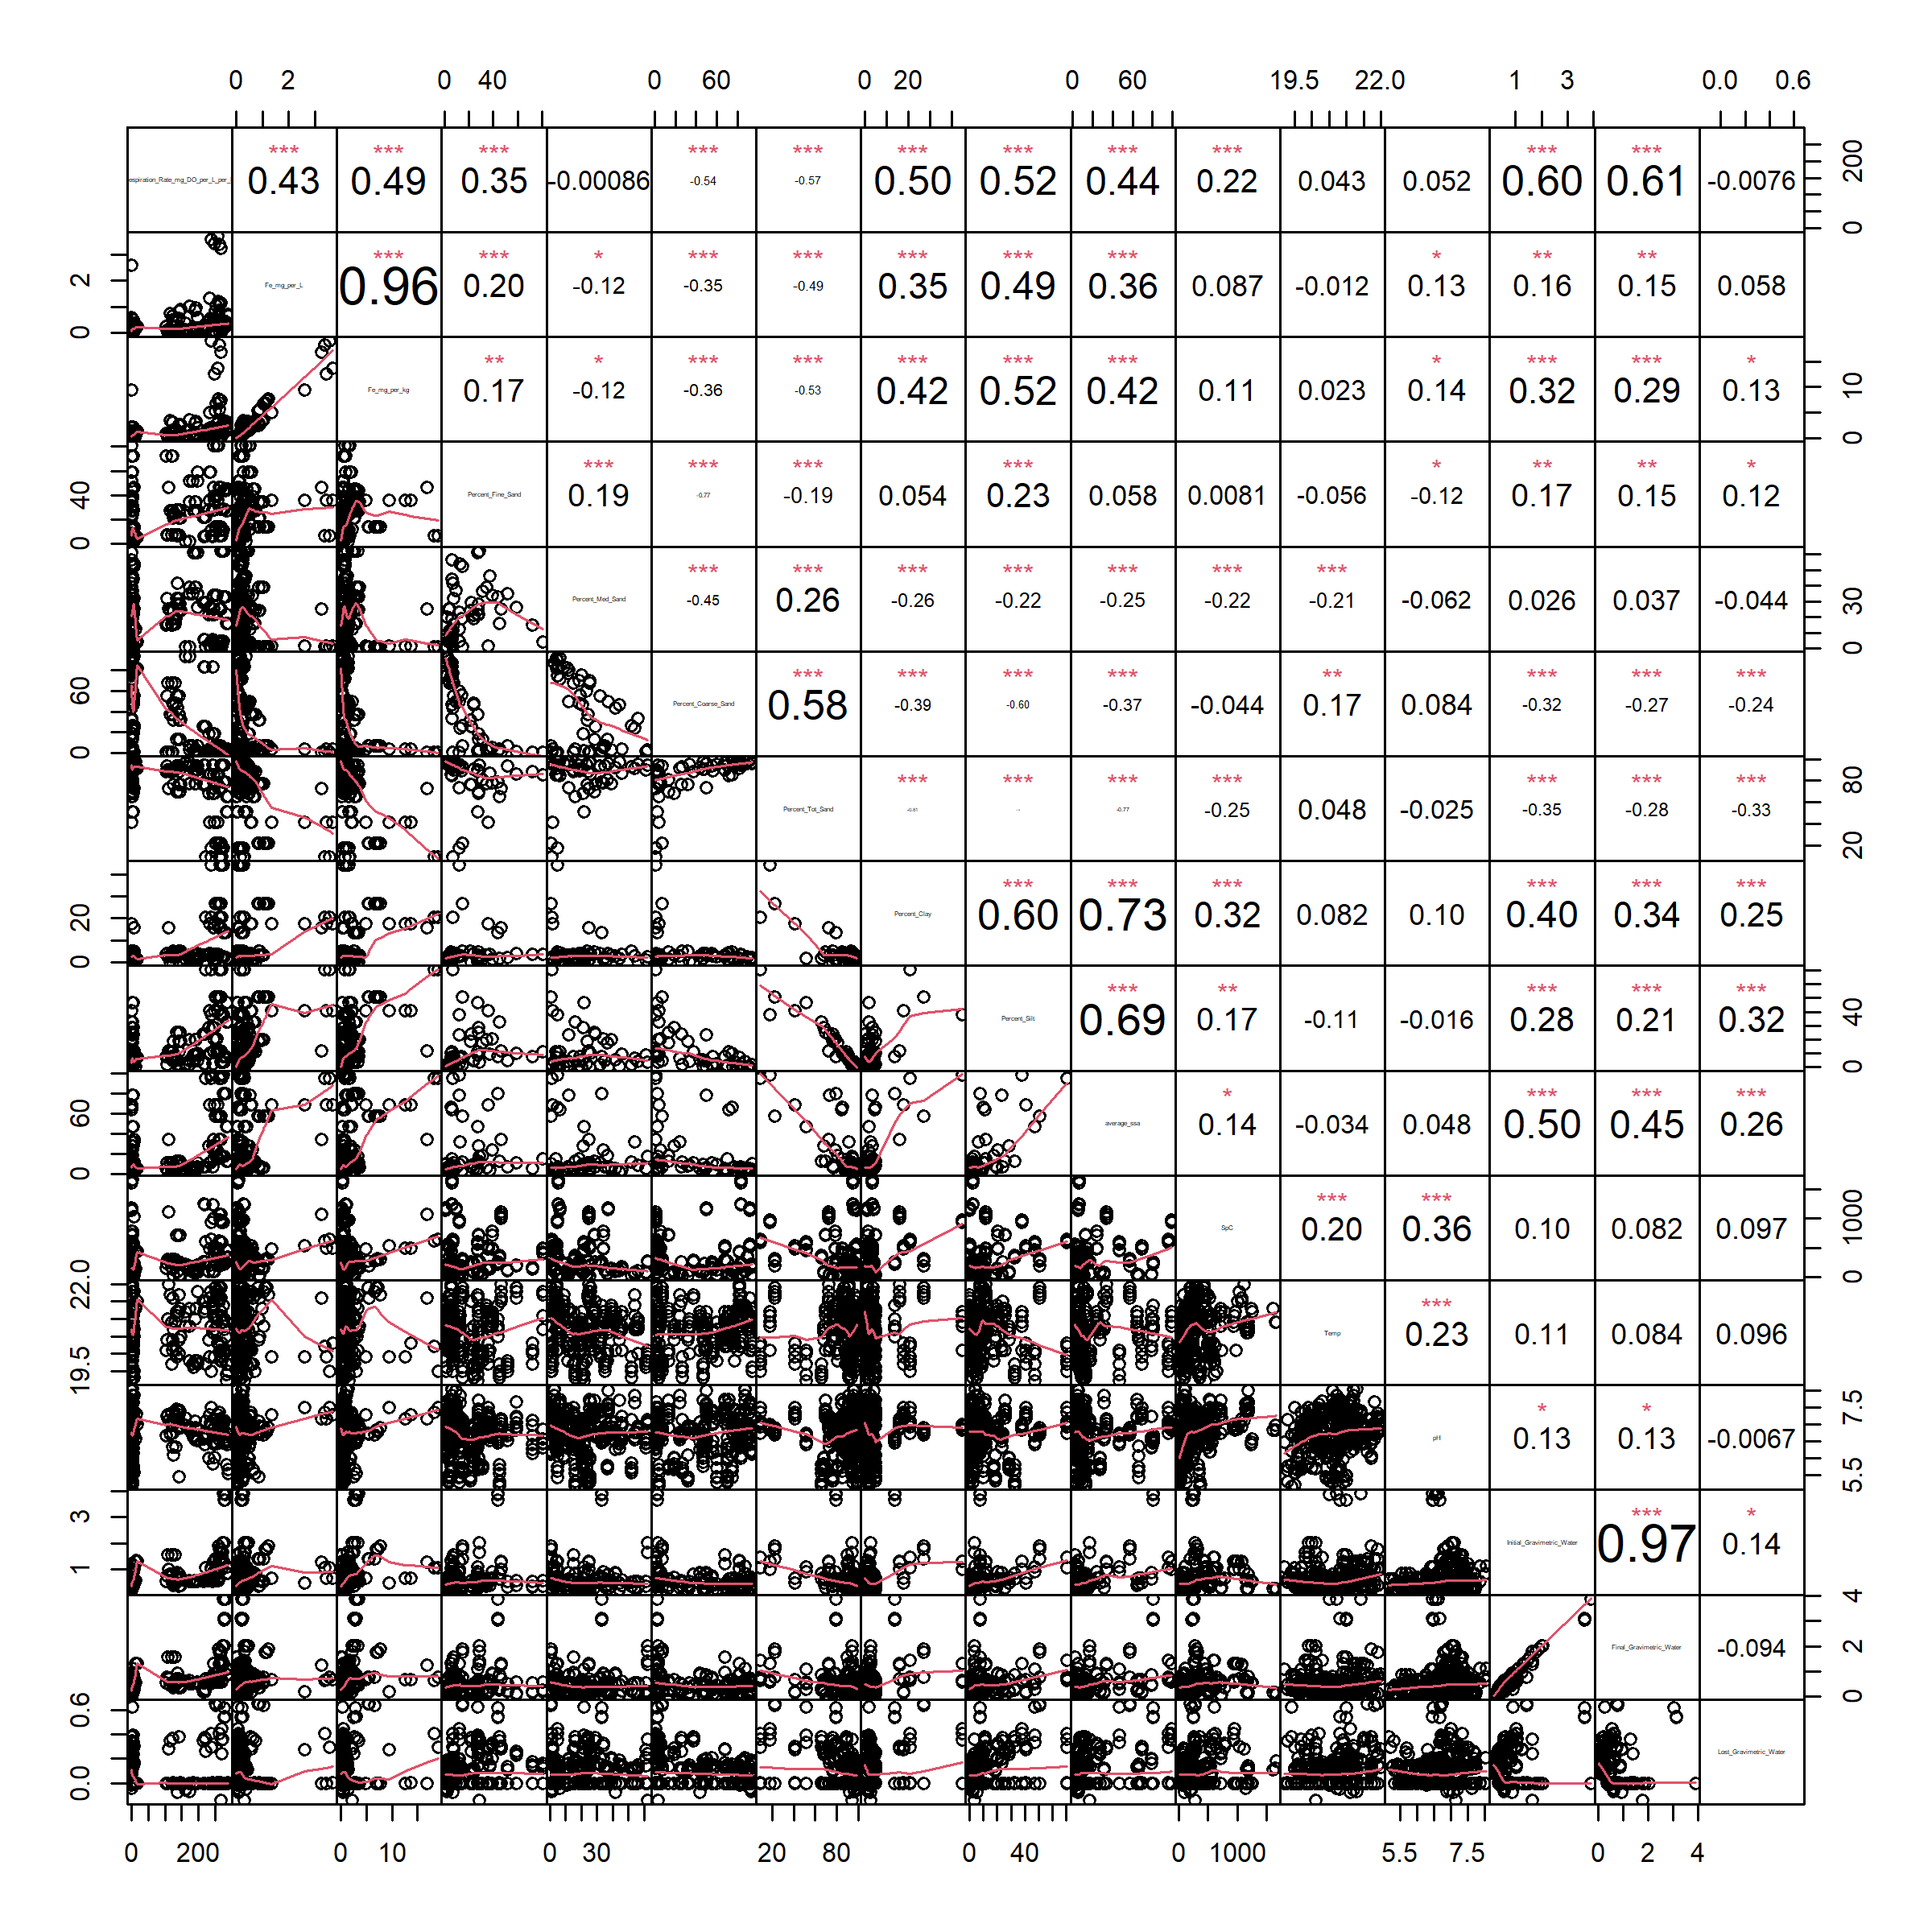 0 2 0 40 0 60 0 20 0 60 19.5 22.0 1 3 0.0 0.6
*** *** *** *** *** *** *** *** *** *** ***
0.43 0.49 0.35 -0.00086 -0.54 -0.57 0.50 0.52 0.44 0.22 0.043 0.052 0.60 0.61 -0.0076
0 200
*** *** * *** *** *** *** *** * ** **
0 2 Fe_mg_per_L 0.96 0.20 -0.12 -0.35 -0.49 0.35 0.49 0.36 0.087 -0.012 0.13 0.16 0.15 0.058
** * *** *** *** *** *** * *** *** *
Fe_mg_per_kg 0.17 -0.12 -0.36 -0.53 0.42 0.52 0.42 0.11 0.023 0.14 0.32 0.29 0.13 0 10
*** *** *** *** * ** ** *
0 40 Percent_Fine_Sand 0.19 -0.77 -0.19 0.054 0.23 0.058 0.0081 -0.056 -0.12 0.17 0.15 0.12
*** *** *** *** *** *** ***
Percent_Med_Sand -0.45 0.26 -0.26 -0.22 -0.25 -0.22 -0.21 -0.062 0.026 0.037 -0.044 0 30
*** *** *** *** ** *** *** ***
0 60 Percent_Coarse_Sand 0.58 -0.39 -0.60 -0.37 -0.044 0.17 0.084 -0.32 -0.27 -0.24
*** *** *** *** *** *** ***
Percent_Tot_Sand -0.77 -0.25 0.048 -0.025 -0.35 -0.28 -0.33 20 80
*** *** *** *** *** ***
0 20 Percent_Clay 0.60 0.73 0.32 0.082 0.10 0.40 0.34 0.25
*** ** *** *** ***
Percent_Silt 0.69 0.17 -0.11 -0.016 0.28 0.21 0.32 0 40
* *** *** ***
0 60 average_ssa 0.14 -0.034 0.048 0.50 0.45 0.26
*** ***
SpC 0.20 0.36 0.10 0.082 0.097 0 1000
***
19.5 22.0 Temp 0.23 0.11 0.084 0.096
* *
pH 0.13 0.13 -0.0067 5.5 7.5
*** *
1 3 Initial_Gravimetric_Water 0.97 0.14
Final_Gravimetric_Water -0.094 0 2 4
0.0 0.6 Lost_Gravimetric_Water
0 200 0 10 0 30 20 80 0 40 0 1000 5.5 7.5 0 2 4